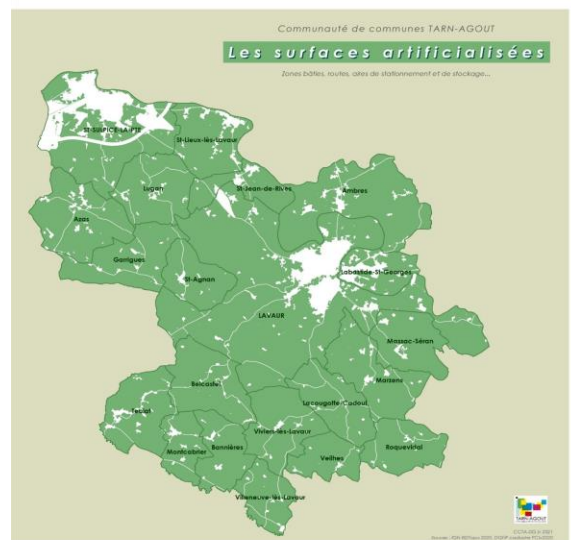 Communauté de communes TARN-AGOUT
Les surfaces artificialisées
Zones bâties, routes, aires de stationnement et de stockage...
ST-SULPICE-LA-PTE
St-Lieux-lès-Lavaur
Lugan
St-Jean-de-Rives
Ambres
Azas
Garrigues
St-Agnan
Labastide-St-Georges
LAVAUR
Massac-Séran
Belcastel
Marzens
Lacougotte-Cadoul
Teulat
Viviers-lès-Lavaur
Montcabrier
Bannières
Veilhes
Roquevidal
Villeneuve-lès-Lavaur
TARN-AGOUT